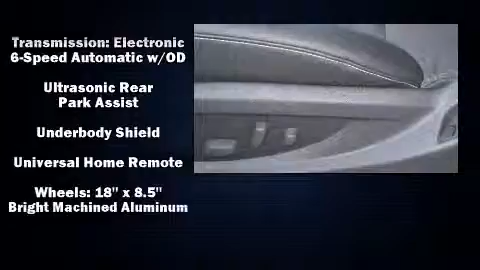 Transmission: Electronic
6-Speed Automatic w/OD
Ultrasonic Rear
Park Assist
Underbody Shield
Universal Home Remote
Wheels: 18" x 8.5"
Bright Machined Aluminum